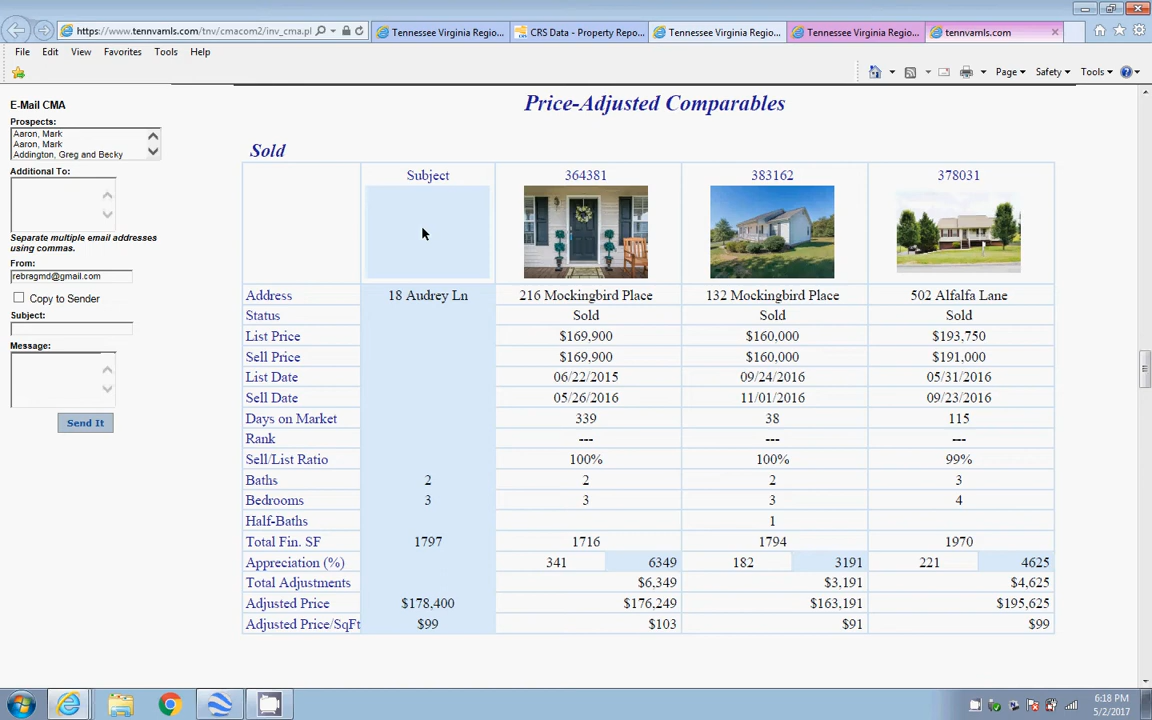 https://www.tennvamls.com/tnv/cmacom2/inv_cma.pl
Tennessee Virginia Regio...
CRS Data - Property Repo...
Tennessee Virginia Regio...
Tennessee Virginia Regio...
tennvamls.com
File Edit View Favorites Tools Help
Page Safety Tools
E-Mail CMA
Prospects:
Aaron, Mark
Aaron, Mark
Addington, Greg and Becky
Additional To:
Separate multiple email addresses
using commas.
From:
rebragmd@gmail.com
Copy to Sender
Subject:
Message:
Send It
Price-Adjusted Comparables
Sold
Subject 364381 383162 378031
Address 18 Audrey Ln 216 Mockingbird Place 132 Mockingbird Place 502 Alfalfa Lane
Status Sold Sold Sold
List Price $169,900 $160,000 $193,750
Sell Price $169,900 $160,000 $191,000
List Date 06/22/2015 09/24/2016 05/31/2016
Sell Date 05/26/2016 11/01/2016 09/23/2016
Days on Market 339 38 115
Rank --- --- ---
Sell/List Ratio 100% 100% 99%
Baths 2 2 2 3
Bedrooms 3 3 3 4
Half-Baths 1
Total Fin. SF 1797 1716 1794 1970
Appreciation (%) 341 6349 182 3191 221 4625
Total Adjustments $6,349 $3,191 $4,625
Adjusted Price $178,400 $176,249 $163,191 $195,625
Adjusted Price/SqFt $99 $103 $91 $99
6:18 PM
5/2/2017